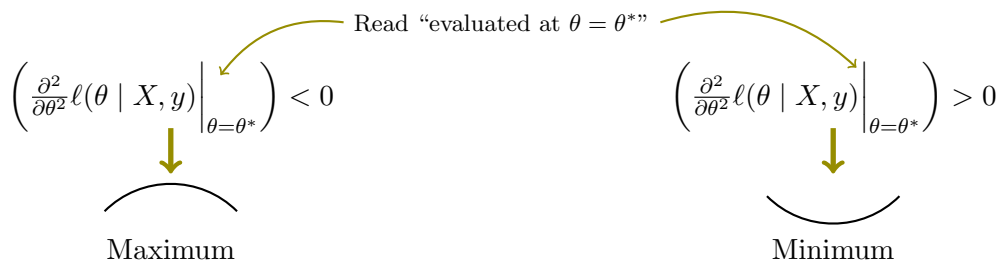 Read “evaluated at θ = θ*”
(∂²/∂θ² ℓ(θ | X, y)|θ=θ*) < 0
(∂²/∂θ² ℓ(θ | X, y)|θ=θ*) > 0
Maximum
Minimum